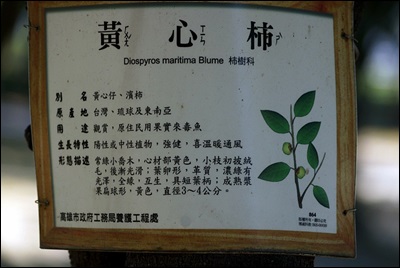 黃心柿
ㄏㄨㄤˊ ㄒㄧㄣ ㄕˋ
Diospyros maritima Blume 柿樹科
別名 黃心仔、濱柿
原產地 台灣、琉球及東南亞
用途 觀賞，原住民用果實來毒魚
生長特性 陽性或中性植物，強健，喜溫暖通風
形態描述 常綠小喬木，心材部黃色，小枝初披絨
毛，後漸光滑；葉卵形，革質，濃綠有
光澤，全緣，互生，具短葉柄；成熟漿
果扁球形，黃色，直徑3～4公分。
高雄市政府工務局養護工程處